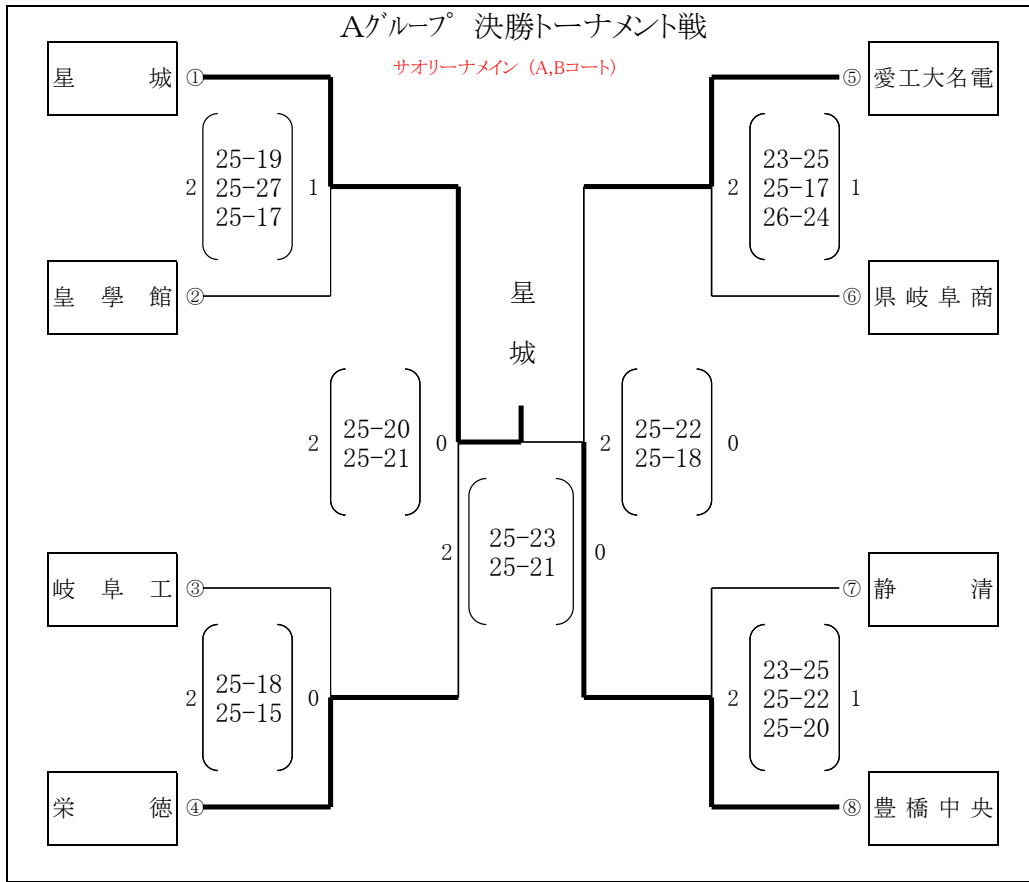 Aグループ 決勝トーナメント戦
サオリーナメイン (A,Bコート)
星城 ①
⑤ 愛工大名電
2 25-19 1
25-27
25-17
2 23-25 1
25-17
26-24
皇學館 ②
⑥ 県岐阜商
星城
2 25-20 0
25-21
2 25-22 0
25-18
2 25-23 0
25-21
岐阜工 ③
⑦ 静清
2 25-18 0
25-15
2 23-25 1
25-22
25-20
栄徳 ④
⑧ 豊橋中央